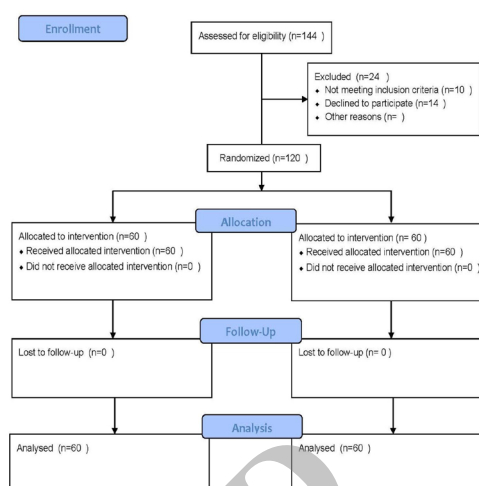 Enrollment
Assessed for eligibility (n=144 )
Excluded (n=24 )
♦ Not meeting inclusion criteria (n=10 )
♦ Declined to participate (n=14 )
♦ Other reasons (n= )
Randomized (n=120 )
Allocation
Allocated to intervention (n=60 )
♦ Received allocated intervention (n=60 )
♦ Did not receive allocated intervention (n=0 )
Allocated to intervention (n= 60 )
♦ Received allocated intervention (n=60 )
♦ Did not receive allocated intervention (n=0 )
Follow-Up
Lost to follow-up (n=0 )
Lost to follow-up (n= 0 )
Analysis
Analysed (n=60 )
Analysed (n=60 )